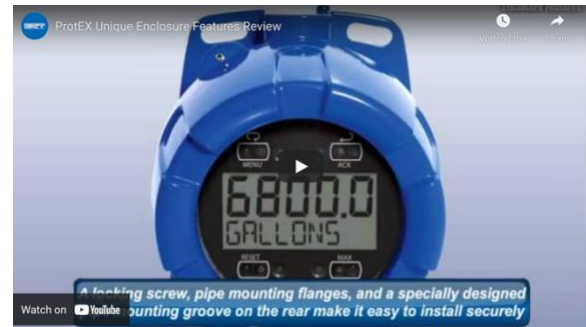 ProtEX Unique Enclosure Features Review
Watch later
Share
MENU
ACK
6800.0
GALLONS
RESET
MAX
A locking screw, pipe mounting flanges, and a specially designed
mounting groove on the rear make it easy to install securely
Watch on YouTube